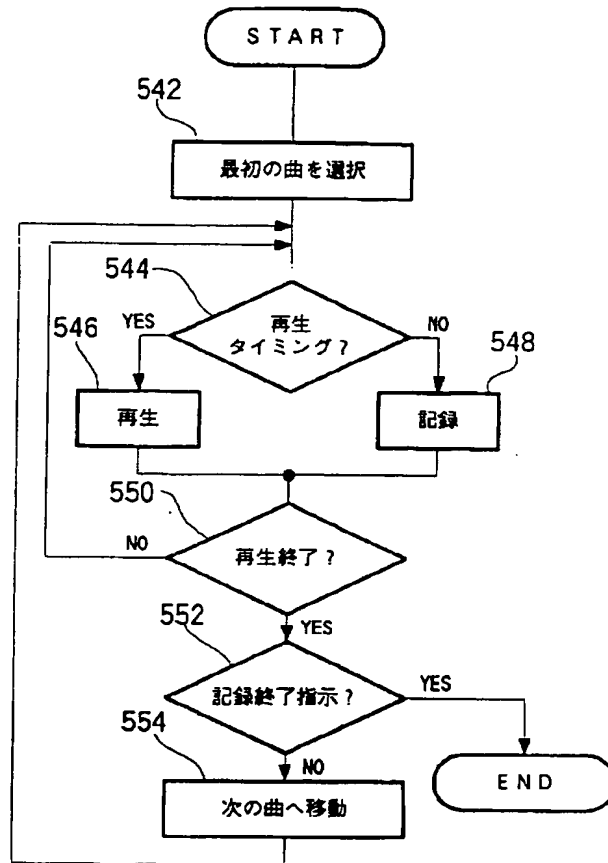 START
542
最初の曲を選択
544
再生
タイミング?
YES
NO
546
再生
548
記録
550
再生終了?
NO
YES
552
記録終了指示?
YES
NO
END
554
次の曲へ移動